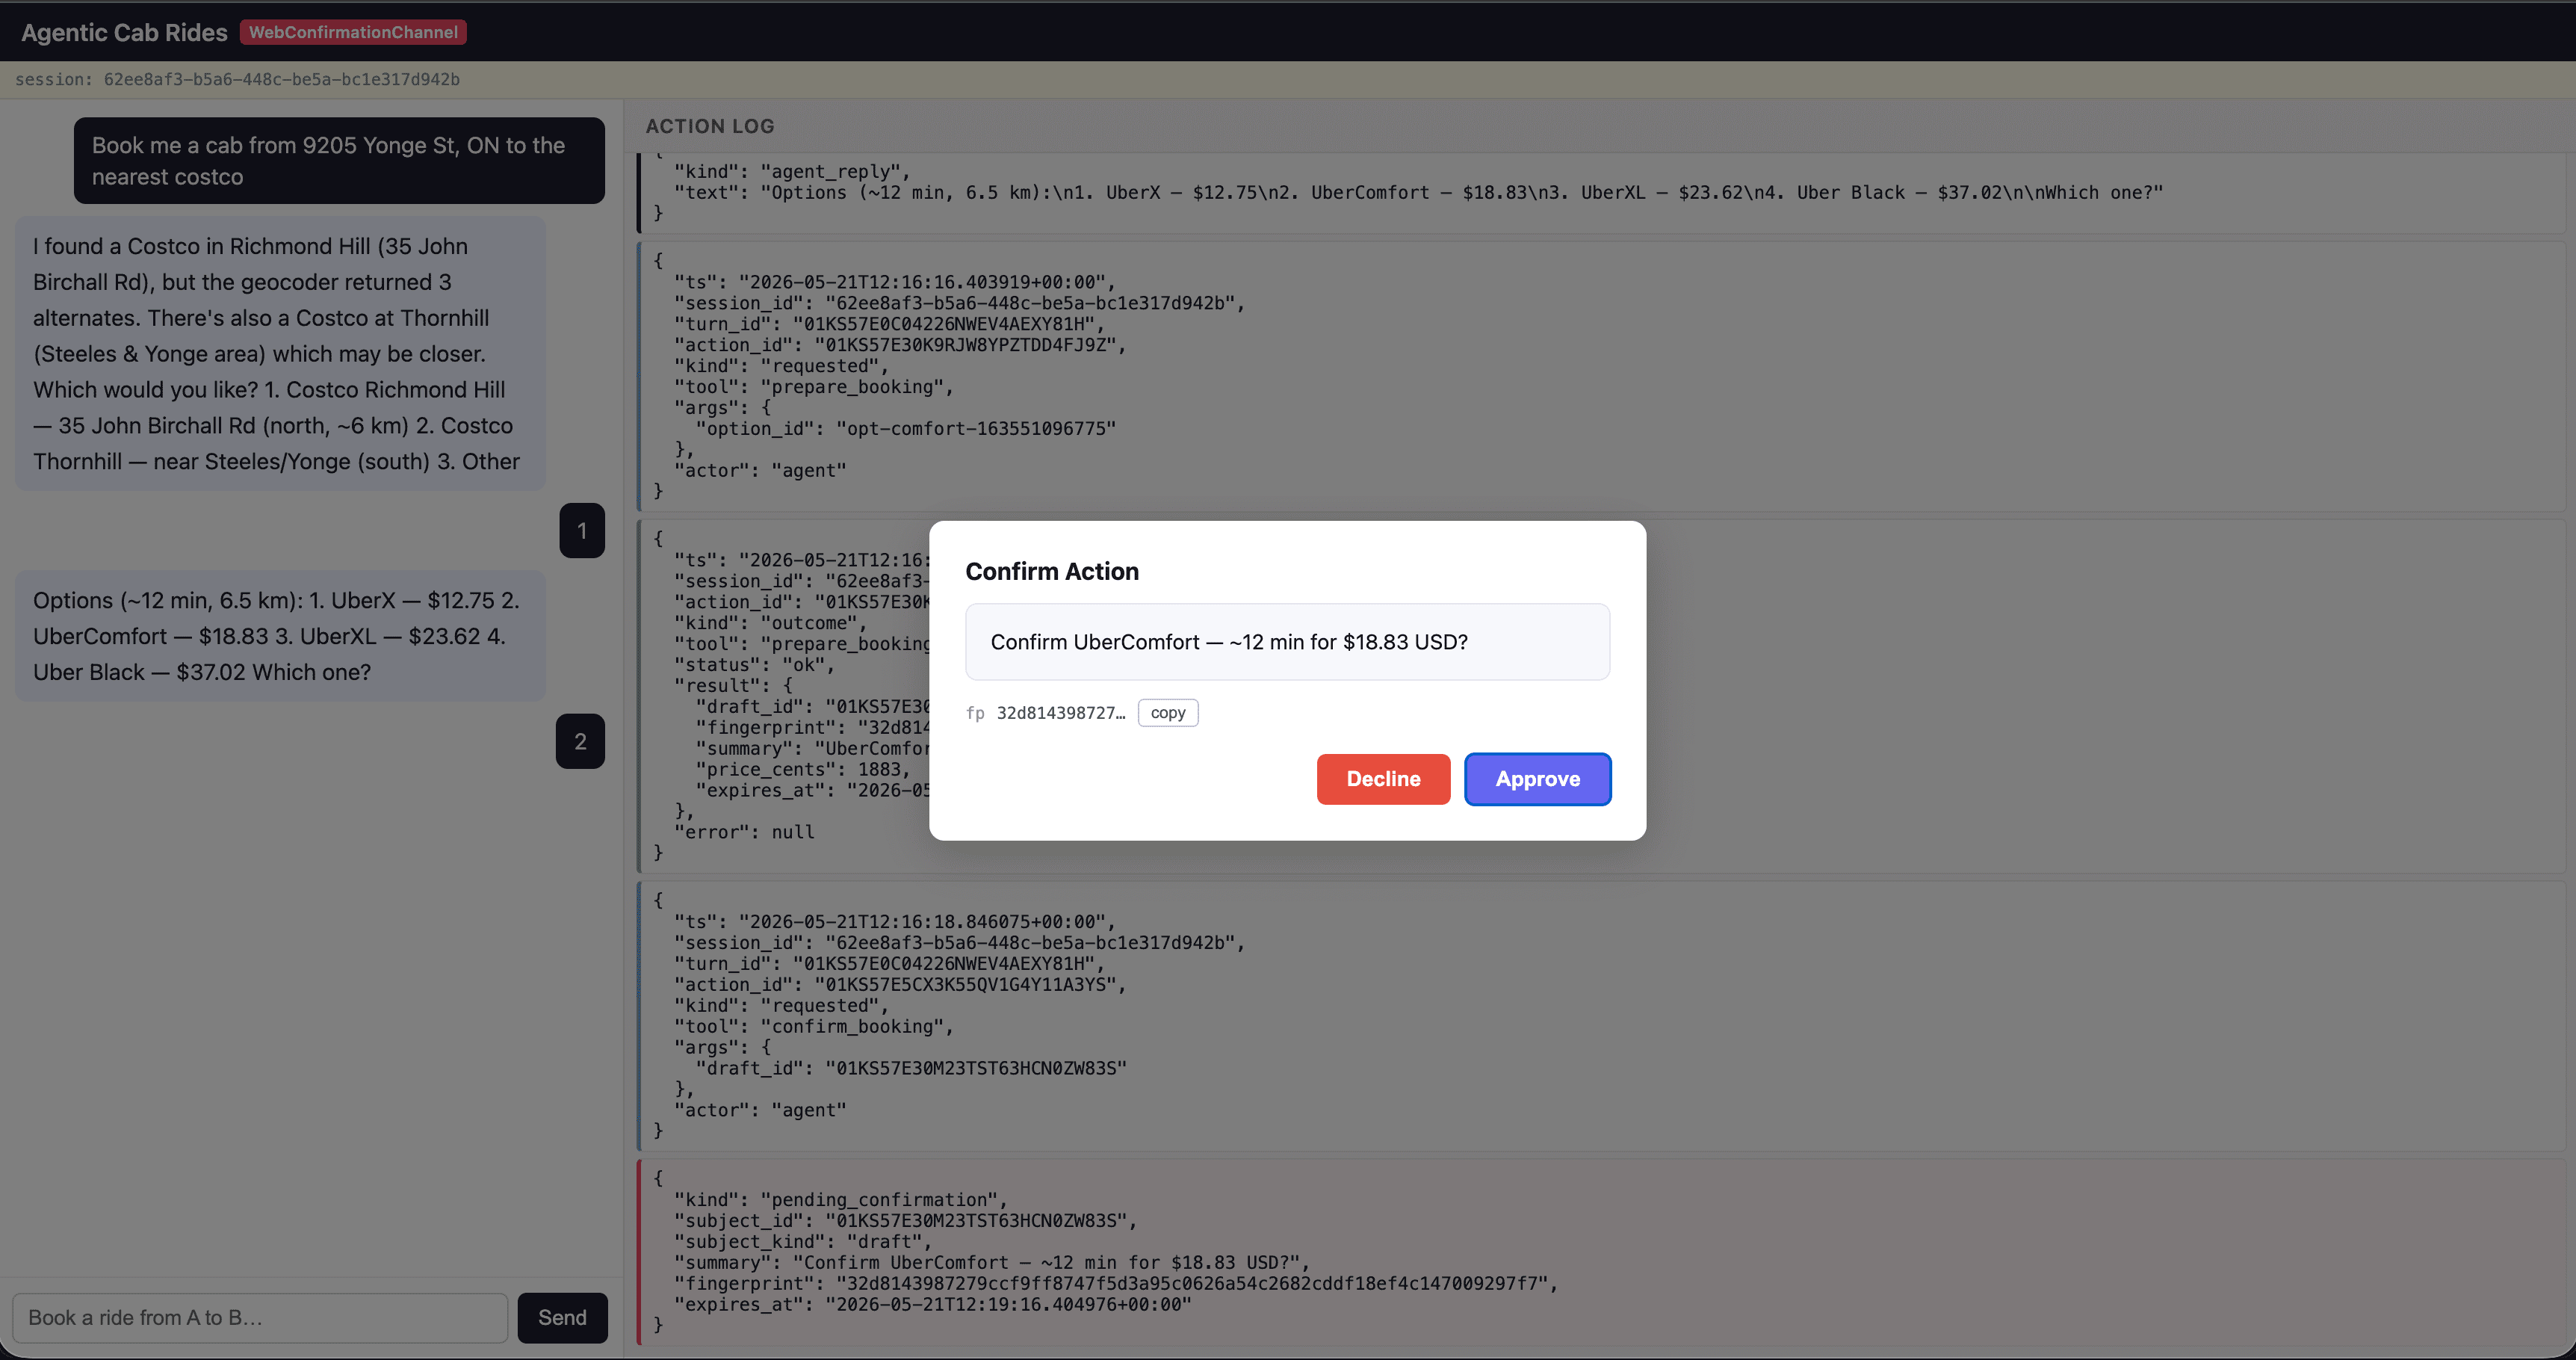 Agentic Cab Rides WebConfirmationChannel
session: 62ee8af3-b5a6-448c-be5a-bc1e317d942b
Book me a cab from 9205 Yonge St, ON to the
nearest costco
I found a Costco in Richmond Hill (35 John
Birchall Rd), but the geocoder returned 3
alternates. There's also a Costco at Thornhill
(Steeles & Yonge area) which may be closer.
Which would you like? 1. Costco Richmond Hill
— 35 John Birchall Rd (north, ~6 km) 2. Costco
Thornhill — near Steeles/Yonge (south) 3. Other
1
Options (~12 min, 6.5 km): 1. UberX — $12.75 2.
UberComfort — $18.83 3. UberXL — $23.62 4.
Uber Black — $37.02 Which one?
2
Book a ride from A to B…
Send
ACTION LOG
{
"kind": "agent_reply",
"text": "Options (~12 min, 6.5 km):\n1. UberX — $12.75\n2. UberComfort — $18.83\n3. UberXL — $23.62\n4. Uber Black — $37.02\n\nWhich one?"
}
{
"ts": "2026-05-21T12:16:16.403919+00:00",
"session_id": "62ee8af3-b5a6-448c-be5a-bc1e317d942b",
"turn_id": "01KS57E0C04226NWEV4AEXY81H",
"action_id": "01KS57E30K9RJW8YPZTDD4FJ9Z",
"kind": "requested",
"tool": "prepare_booking",
"args": {
"option_id": "opt-comfort-163551096775"
},
"actor": "agent"
}
{
"ts": "2026-05-21T12:16:
"session_id": "62ee8af3-
"action_id": "01KS57E30K
"kind": "outcome",
"tool": "prepare_booking
"status": "ok",
"result": {
"draft_id": "01KS57E30
"fingerprint": "32d814
"summary": "UberComfor
"price_cents": 1883,
"expires_at": "2026-05
},
"error": null
}
{
"ts": "2026-05-21T12:16:18.846075+00:00",
"session_id": "62ee8af3-b5a6-448c-be5a-bc1e317d942b",
"turn_id": "01KS57E0C04226NWEV4AEXY81H",
"action_id": "01KS57E5CX3K55QV1G4Y11A3YS",
"kind": "requested",
"tool": "confirm_booking",
"args": {
"draft_id": "01KS57E30M23TST63HCN0ZW83S"
},
"actor": "agent"
}
{
"kind": "pending_confirmation",
"subject_id": "01KS57E30M23TST63HCN0ZW83S",
"subject_kind": "draft",
"summary": "Confirm UberComfort — ~12 min for $18.83 USD?",
"fingerprint": "32d8143987279ccf9ff8747f5d3a95c0626a54c2682cddf18ef4c147009297f7",
"expires_at": "2026-05-21T12:19:16.404976+00:00"
}
Confirm Action
Confirm UberComfort — ~12 min for $18.83 USD?
fp 32d814398727… copy
Decline Approve